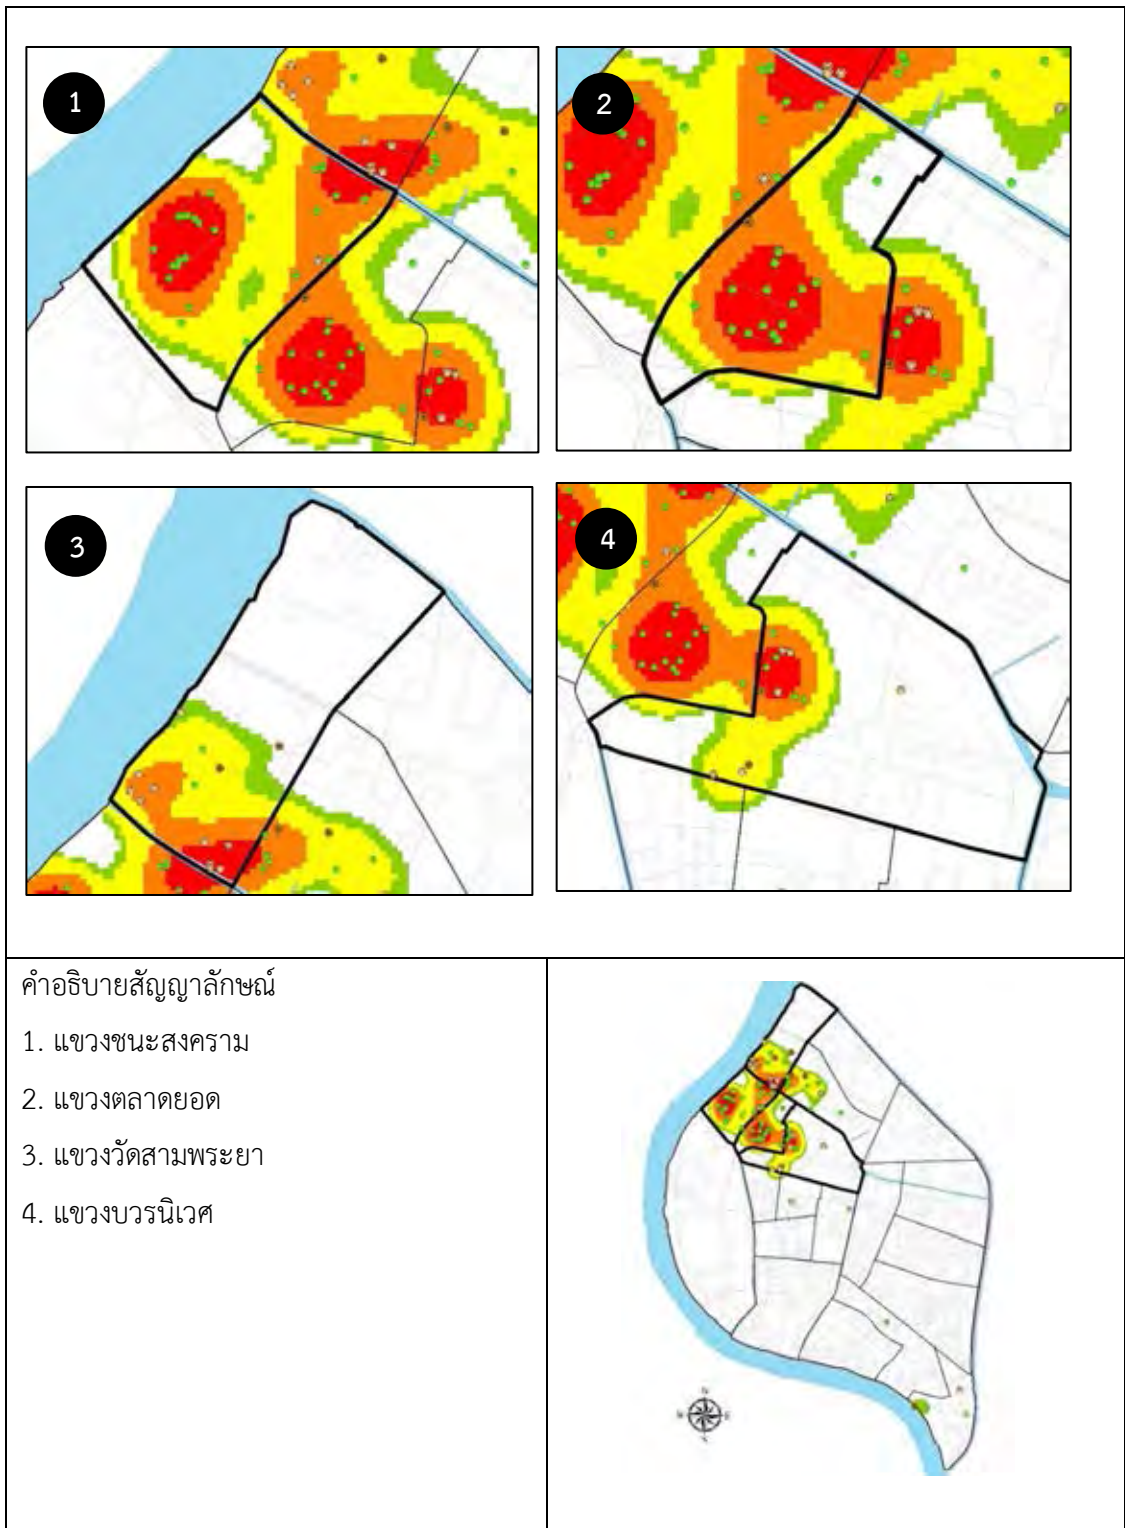 1
2
3
4
คำอธิบายสัญญาลักษณ์
1. แขวงชนะสงคราม
2. แขวงตลาดยอด
3. แขวงวัดสามพระยา
4. แขวงบวรนิเวศ